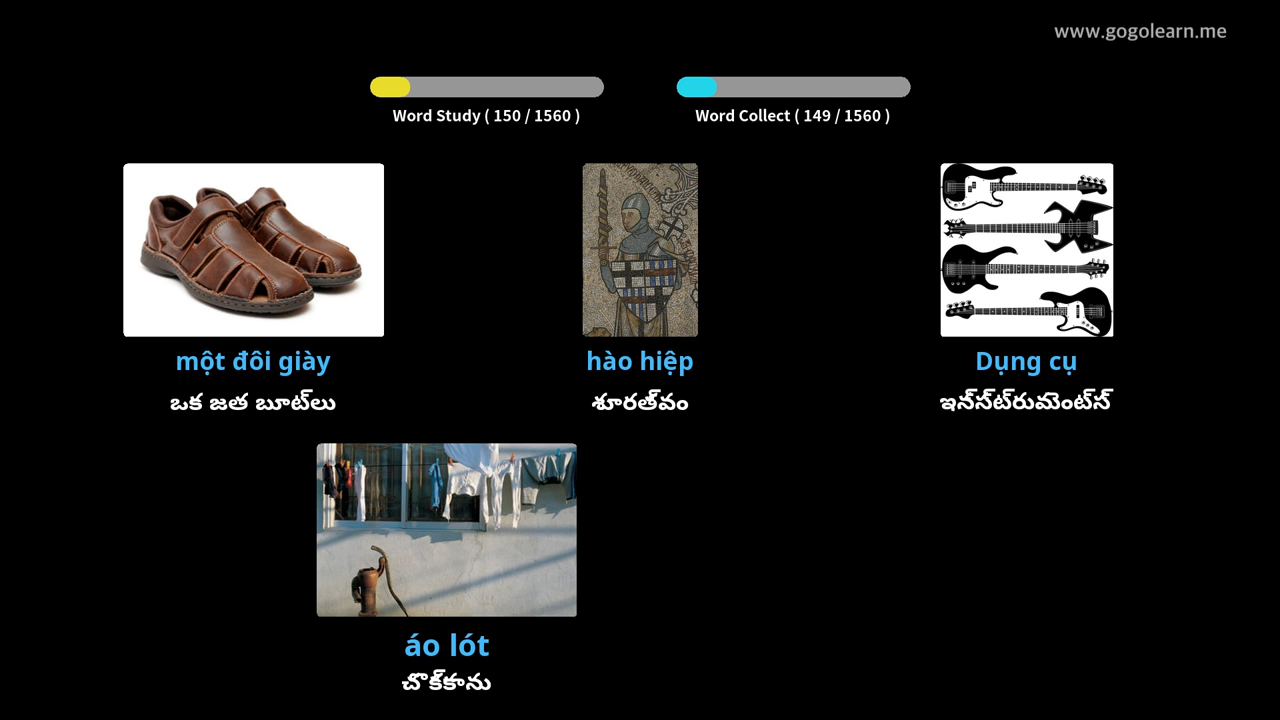 www.gogolearn.me
Word Study ( 150 / 1560 )
Word Collect ( 149 / 1560 )
một đôi giày
hào hiệp
Dụng cụ
ఒక జత బూట్‌లు
శూరత్‌వం
ఇన్‌స్‌ట్‌రుమెంట్‌స్
áo lót
చొక్‌కాను